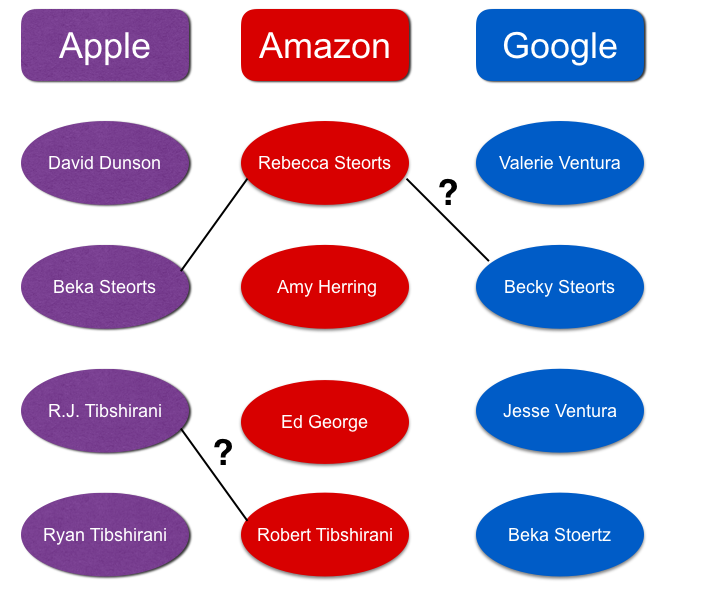 Apple
Amazon
Google
David Dunson
Rebecca Steorts
Valerie Ventura
?
Beka Steorts
Amy Herring
Becky Steorts
R.J. Tibshirani
Ed George
Jesse Ventura
?
Ryan Tibshirani
Robert Tibshirani
Beka Stoertz